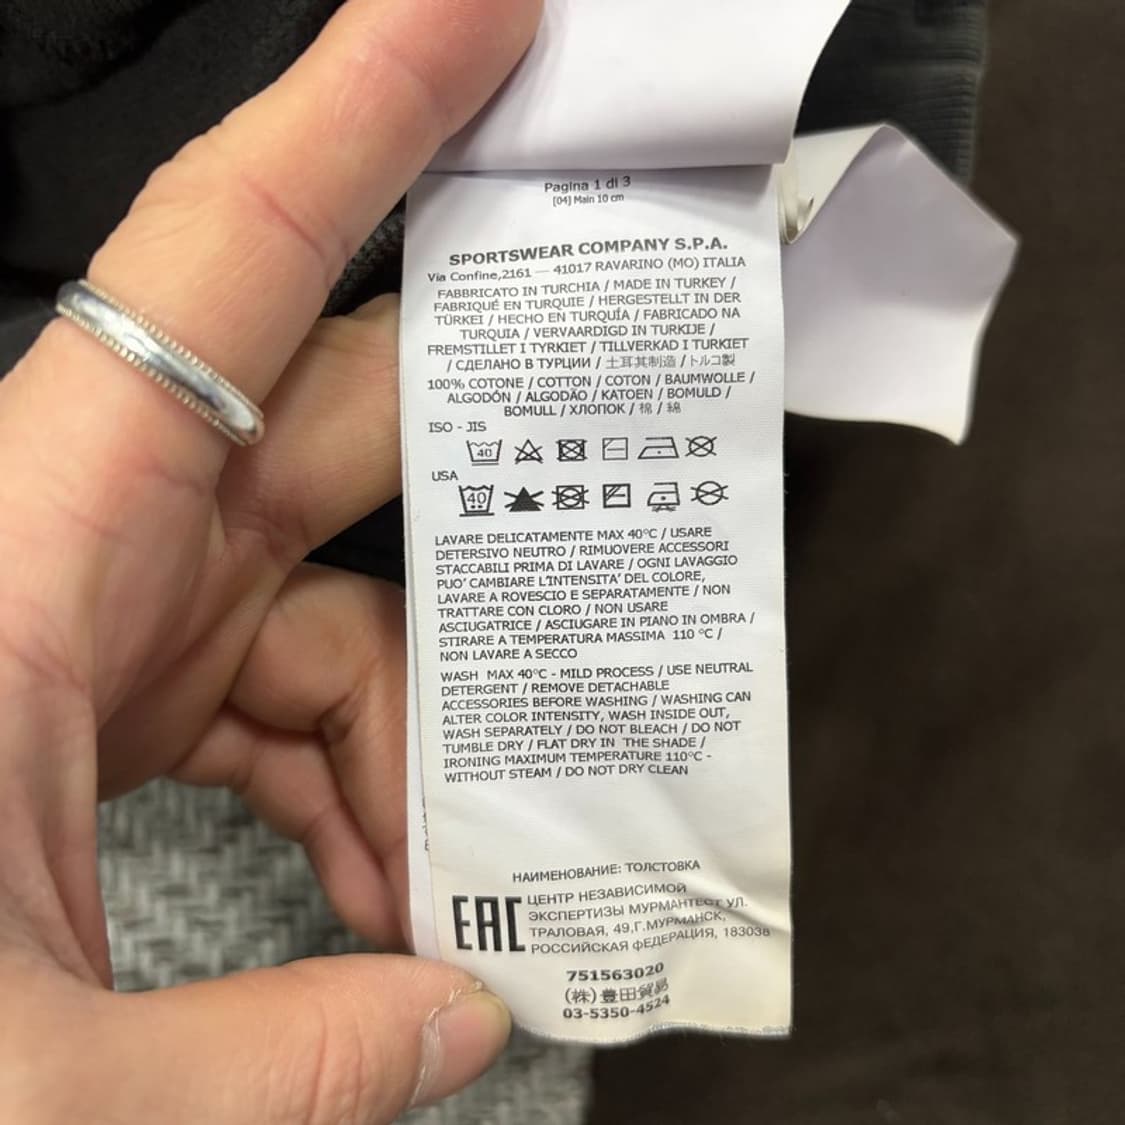 Pagina 1 di 3
[04] Main 10 cm
SPORTSWEAR COMPANY S.P.A.
Via Confine,2161 — 41017 RAVARINO (MO) ITALIA
FABBRICATO IN TURCHIA / MADE IN TURKEY /
FABRIQUÉ EN TURQUIE / HERGESTELLT IN DER
TÜRKEI / HECHO EN TURQUÍA / FABRICADO NA
TURQUIA / VERVAARDIGD IN TURKIJE /
FREMSTILLET I TYRKIET / TILLVERKAD I TURKIET
/ СДЕЛАНО В ТУРЦИИ / 土耳其制造 / トルコ製
100% COTONE / COTTON / COTON / BAUMWOLLE /
ALGODÓN / ALGODÃO / KATOEN / BOMULD /
BOMULL / ХЛОПОК / 棉 / 綿
ISO - JIS
40
USA
40
LAVARE DELICATAMENTE MAX 40°C / USARE
DETERSIVO NEUTRO / RIMUOVERE ACCESSORI
STACCABILI PRIMA DI LAVARE / OGNI LAVAGGIO
PUO' CAMBIARE L'INTENSITA' DEL COLORE,
LAVARE A ROVESCIO E SEPARATAMENTE / NON
TRATTARE CON CLORO / NON USARE
ASCIUGATRICE / ASCIUGARE IN PIANO IN OMBRA /
STIRARE A TEMPERATURA MASSIMA 110 °C /
NON LAVARE A SECCO
WASH MAX 40°C - MILD PROCESS / USE NEUTRAL
DETERGENT / REMOVE DETACHABLE
ACCESSORIES BEFORE WASHING / WASHING CAN
ALTER COLOR INTENSITY, WASH INSIDE OUT,
WASH SEPARATELY / DO NOT BLEACH / DO NOT
TUMBLE DRY / FLAT DRY IN THE SHADE /
IRONING MAXIMUM TEMPERATURE 110°C -
WITHOUT STEAM / DO NOT DRY CLEAN
НАИМЕНОВАНИЕ: ТОЛСТОВКА
EAC
ЦЕНТР НЕЗАВИСИМОЙ
ЭКСПЕРТИЗЫ МУРМАНТЕСТ УЛ.
ТРАЛОВАЯ, 49,Г.МУРМАНСК,
РОССИЙСКАЯ ФЕДЕРАЦИЯ, 183038
751563020
(株)豊田貿易
03-5350-4524